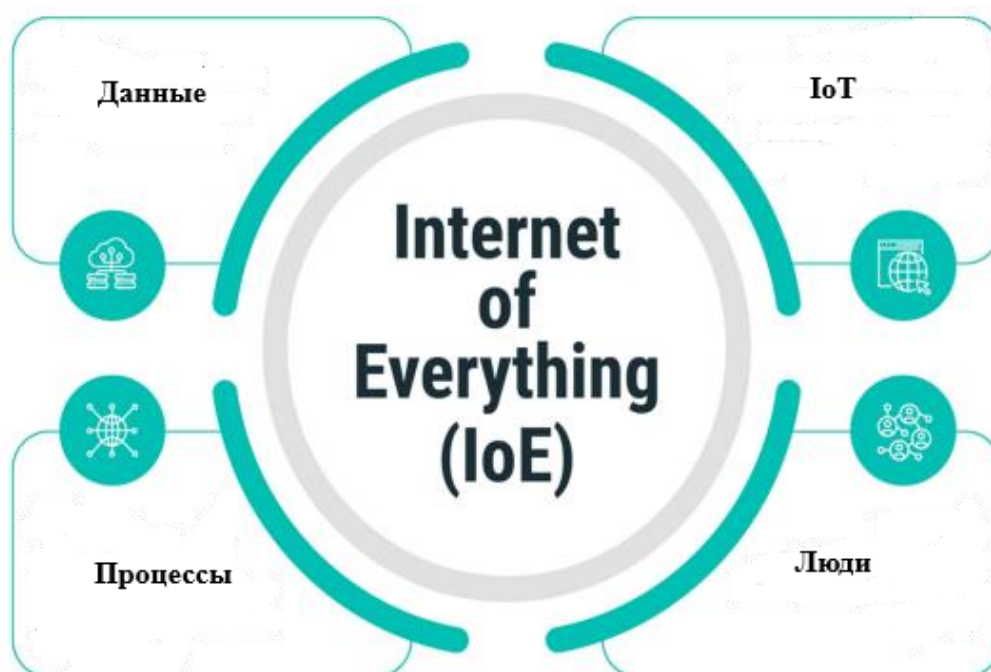 Данные
IoT
Internet
of
Everything
(IoE)
Процессы
Люди